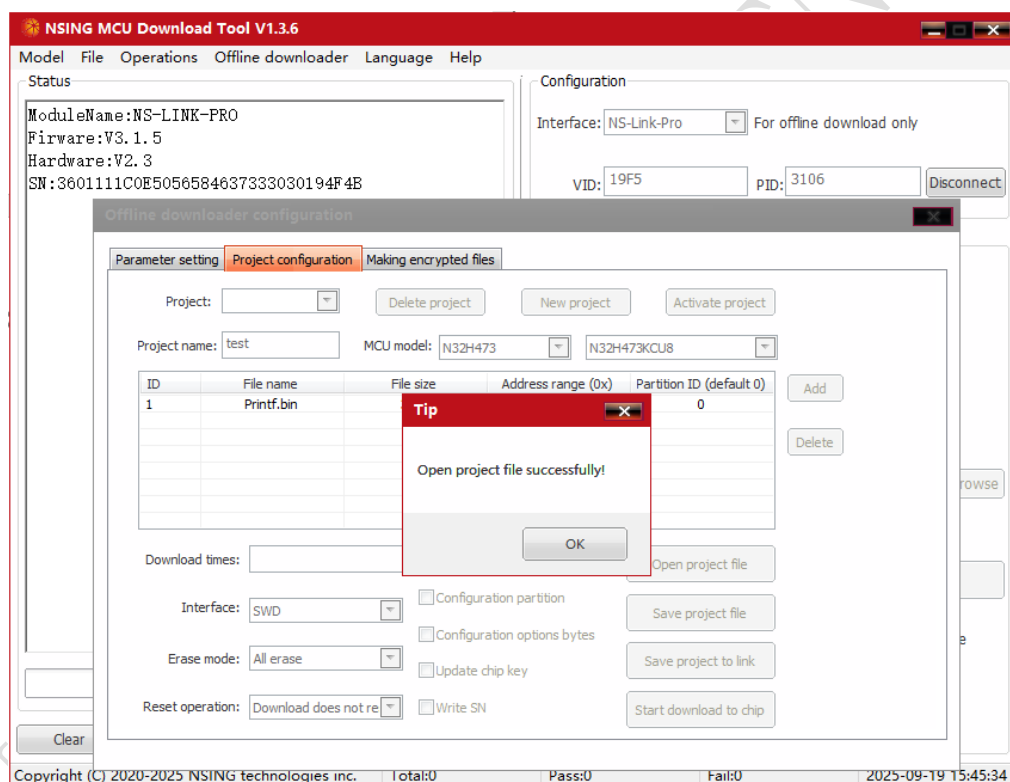 NSING MCU Download Tool V1.3.6
Model File Operations Offline downloader Language Help
Status
Configuration
ModuleName:NS-LINK-PRO
Firware:V3.1.5
Hardware:V2.3
SN:3601111C0E5056584637333030194F4B
Interface: NS-Link-Pro For offline download only
VID: 19F5 PID: 3106 Disconnect
Offline downloader configuration
Parameter setting Project configuration Making encrypted files
Project: Delete project New project Activate project
Project name: test MCU model: N32H473 N32H473KCU8
ID File name File size Address range (0x) Partition ID (default 0) Add
1 Printf.bin 0
Tip
Open project file successfully!
OK
Delete
rowse
Download times: Open project file
Interface: SWD Configuration partition Save project file
Configuration options bytes
Erase mode: All erase Update chip key Save project to link
Reset operation: Download does not re Write SN Start download to chip
Clear
Copyright (C) 2020-2025 NSING technologies inc. Total:0 Pass:0 Fail:0 2025-09-19 15:45:34